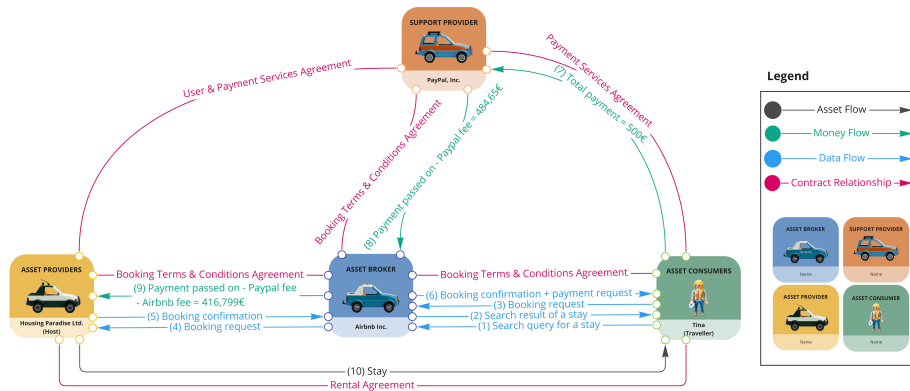 SUPPORT PROVIDER
PayPal, Inc.
User & Payment Services Agreement
Payment Services Agreement
(7) Total payment = 500€
Booking Terms & Conditions Agreement
(8) Payment passed on - Paypal fee = 484,65€
ASSET PROVIDERS
Housing Paradise Ltd.
(Host)
Booking Terms & Conditions Agreement
(9) Payment passed on - Paypal fee
- Airbnb fee = 416,799€
(5) Booking confirmation
(4) Booking request
ASSET BROKER
Airbnb Inc.
Booking Terms & Conditions Agreement
(6) Booking confirmation + payment request
(3) Booking request
(2) Search result of a stay
(1) Search query for a stay
ASSET CONSUMERS
Tina
(Traveller)
(10) Stay
Rental Agreement
Legend
Asset Flow
Money Flow
Data Flow
Contract Relationship
ASSET BROKER
Name
SUPPORT PROVIDER
Name
ASSET PROVIDER
Name
ASSET CONSUMER
Name